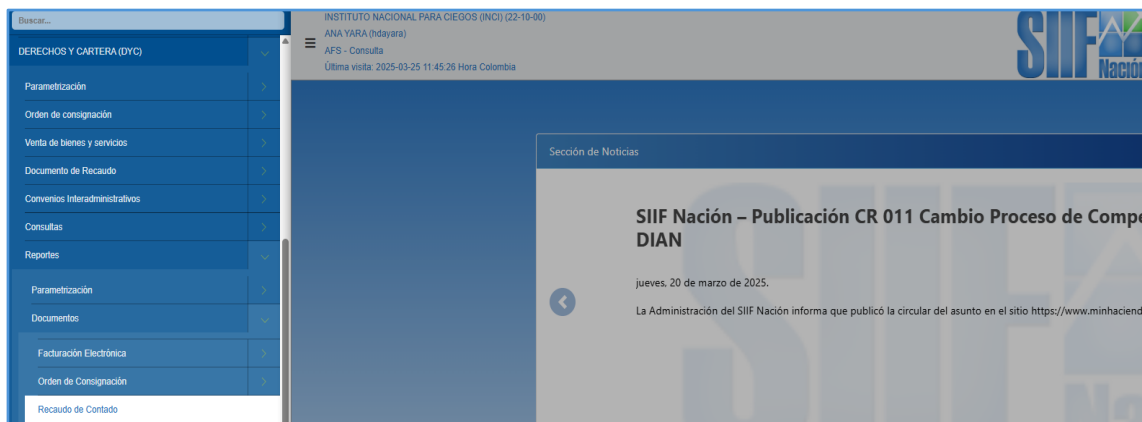 Buscar...
DERECHOS Y CARTERA (DYC)
Parametrización
Orden de consignación
Venta de bienes y servicios
Documento de Recaudo
Convenios Interadministrativos
Consultas
Reportes
Parametrización
Documentos
Facturación Electrónica
Orden de Consignación
Recaudo de Contado
INSTITUTO NACIONAL PARA CIEGOS (INCI) (22-10-00)
ANA YARA (hdayara)
AFS - Consulta
Última visita: 2025-03-25 11:45:26 Hora Colombia
SIIF
Nación
Sección de Noticias
SIIF Nación – Publicación CR 011 Cambio Proceso de Compe
DIAN
jueves, 20 de marzo de 2025.
La Administración del SIIF Nación informa que publicó la circular del asunto en el sitio https://www.minhaciend